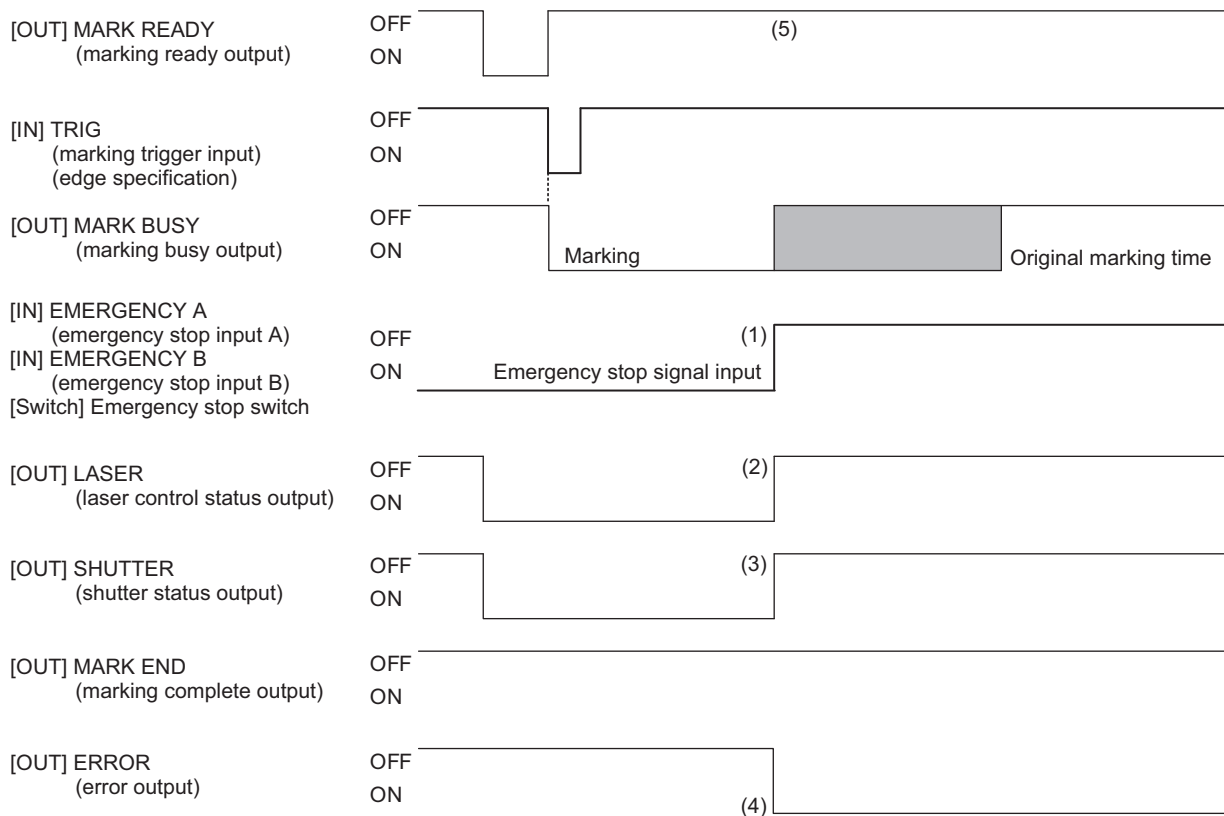 [OUT] MARK READY
(marking ready output)
OFF
ON
(5)
[IN] TRIG
(marking trigger input)
(edge specification)
OFF
ON
[OUT] MARK BUSY
(marking busy output)
OFF
ON
Marking
Original marking time
[IN] EMERGENCY A
(emergency stop input A)
[IN] EMERGENCY B
(emergency stop input B)
[Switch] Emergency stop switch
OFF
ON
(1)
Emergency stop signal input
[OUT] LASER
(laser control status output)
OFF
ON
(2)
[OUT] SHUTTER
(shutter status output)
OFF
ON
(3)
[OUT] MARK END
(marking complete output)
OFF
ON
[OUT] ERROR
(error output)
OFF
ON
(4)